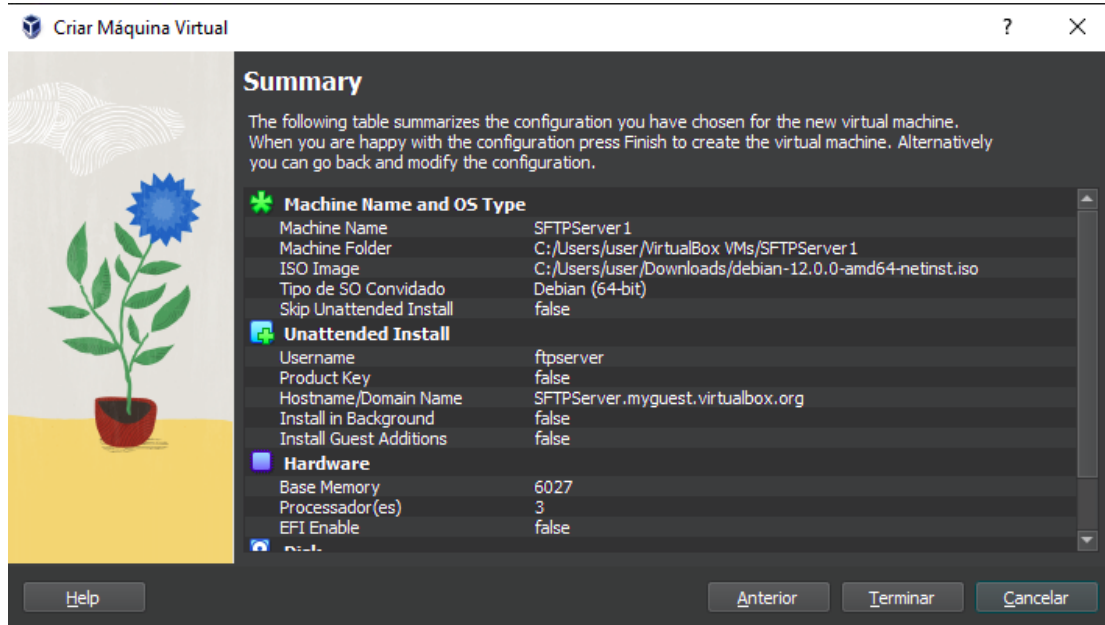 Criar Máquina Virtual
?
Summary
The following table summarizes the configuration you have chosen for the new virtual machine.
When you are happy with the configuration press Finish to create the virtual machine. Alternatively
you can go back and modify the configuration.
Machine Name and OS Type
Machine Name SFTPServer1
Machine Folder C:/Users/user/VirtualBox VMs/SFTPServer1
ISO Image C:/Users/user/Downloads/debian-12.0.0-amd64-netinst.iso
Tipo de SO Convidado Debian (64-bit)
Skip Unattended Install false
Unattended Install
Username ftpserver
Product Key false
Hostname/Domain Name SFTPServer.myguest.virtualbox.org
Install in Background false
Install Guest Additions false
Hardware
Base Memory 6027
Processador(es) 3
EFI Enable false
Help Anterior Terminar Cancelar